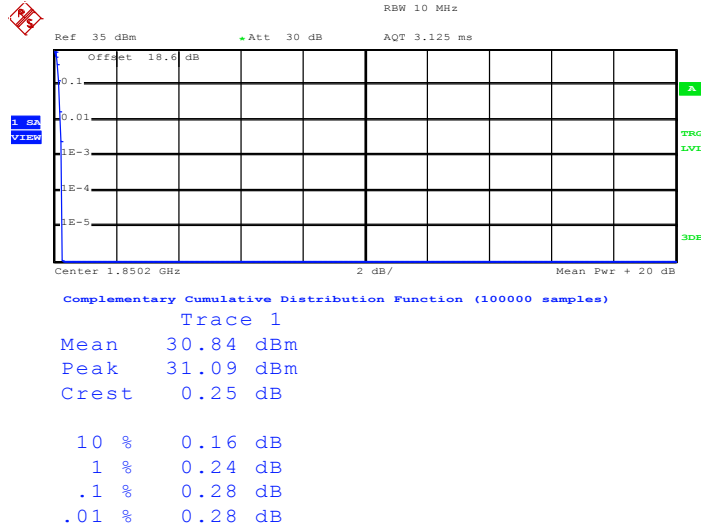 RBW 10 MHz
Ref 35 dBm * Att 30 dB AQT 3.125 ms
Offset 18.6 dB
0.1
A
0.01
1 SA
VIEW
TRG
LVL
1E-3
1E-4
1E-5
3DB
Center 1.8502 GHz 2 dB/ Mean Pwr + 20 dB
Complementary Cumulative Distribution Function (100000 samples)
Trace 1
Mean 30.84 dBm
Peak 31.09 dBm
Crest 0.25 dB
10 % 0.16 dB
1 % 0.24 dB
.1 % 0.28 dB
.01 % 0.28 dB